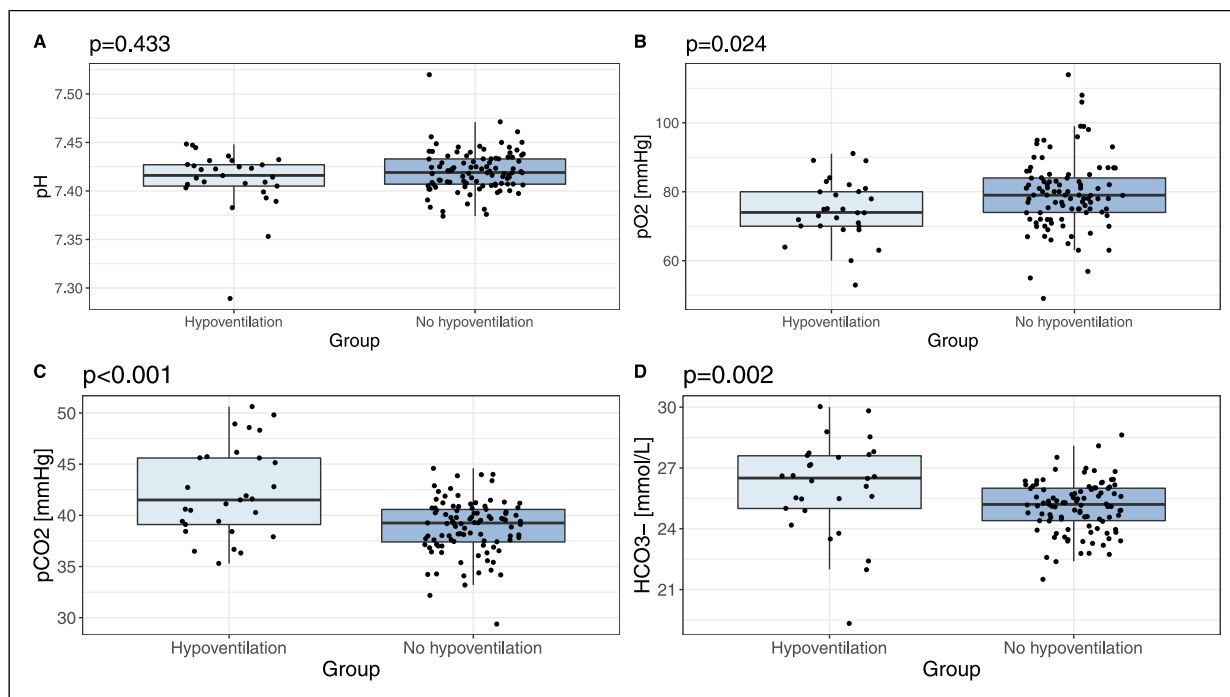 A p=0.433
pH
7.50
7.45
7.40
7.35
7.30
Hypoventilation No hypoventilation
Group
B p=0.024
pO2 [mmHg]
100
80
60
Hypoventilation No hypoventilation
Group
C p<0.001
pCO2 [mmHg]
50
45
40
35
30
Hypoventilation No hypoventilation
Group
D p=0.002
HCO3− [mmol/L]
30
27
24
21
Hypoventilation No hypoventilation
Group